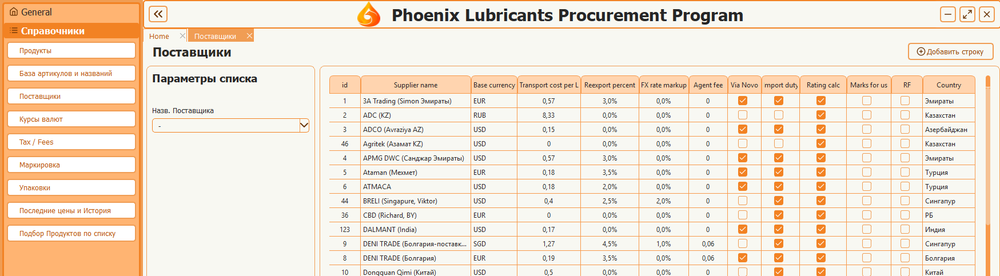 General
Справочники
Продукты
База артикулов и названий
Поставщики
Курсы валют
Tax / Fees
Маркировка
Упаковки
Последние цены и История
Подбор Продуктов по списку
Phoenix Lubricants Procurement Program
Home Поставщики
Поставщики
Добавить строку
Параметры списка
Назв. Поставщика
-
id Supplier name Base currency Transport cost per L Reexport percent FX rate markup Agent fee Via Novo mport duty Rating calc Marks for us RF Country
1 3A Trading (Simon Эмираты) EUR 0,57 3,0% 0,0% 0 Эмираты
2 ADC (KZ) RUB 8,33 0,0% 0,0% 0 Казахстан
3 ADCO (Avraziya AZ) USD 0,15 0,0% 0,0% 0 Азербайджан
46 Agritek (Азамат KZ) USD 0 0,0% 0,0% 0 Казахстан
4 APMG DWC (Санджар Эмираты) USD 0,57 3,0% 0,0% 0 Эмираты
5 Ataman (Мехмет) EUR 0,18 3,5% 0,0% 0 Турция
6 ATMACA USD 0,18 2,0% 0,0% 0 Турция
44 BRELI (Singapure, Viktor) USD 0,4 2,5% 2,0% 0 Сингапур
36 CBD (Richard, BY) EUR 0 0,0% 0,0% 0 РБ
123 DALMANT (India) USD 0,17 0,0% 0,0% 0 Индия
9 DENI TRADE (Болгария-поставк... SGD 1,27 4,5% 1,0% 0,06 Сингапур
8 DENI TRADE (Болгария) EUR 0,19 3,5% 0,0% 0,06 Болгария
10 Dongguan Qimi (Китай) USD 0,5 0,0% 0,0% 0 Китай